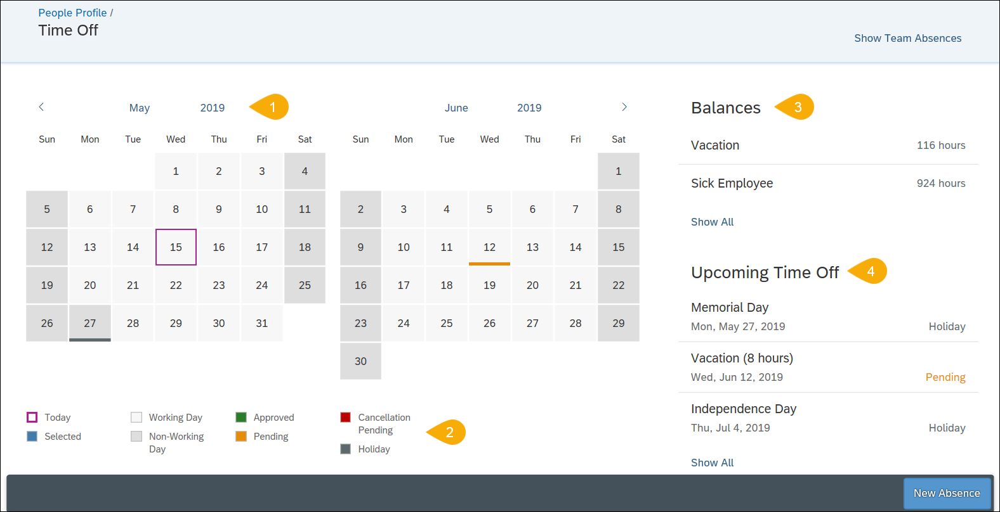 People Profile /
Time Off
Show Team Absences
May 2019
1
Sun Mon Tue Wed Thu Fri Sat
1 2 3 4
5 6 7 8 9 10 11
12 13 14 15 16 17 18
19 20 21 22 23 24 25
26 27 28 29 30 31
June 2019
Sun Mon Tue Wed Thu Fri Sat
1
2 3 4 5 6 7 8
9 10 11 12 13 14 15
16 17 18 19 20 21 22
23 24 25 26 27 28 29
30
Today
Selected
Working Day
Non-Working
Day
Approved
Pending
Cancellation
Pending
Holiday
2
Balances
3
Vacation 116 hours
Sick Employee 924 hours
Show All
Upcoming Time Off
4
Memorial Day
Mon, May 27, 2019 Holiday
Vacation (8 hours)
Wed, Jun 12, 2019 Pending
Independence Day
Thu, Jul 4, 2019 Holiday
Show All
New Absence